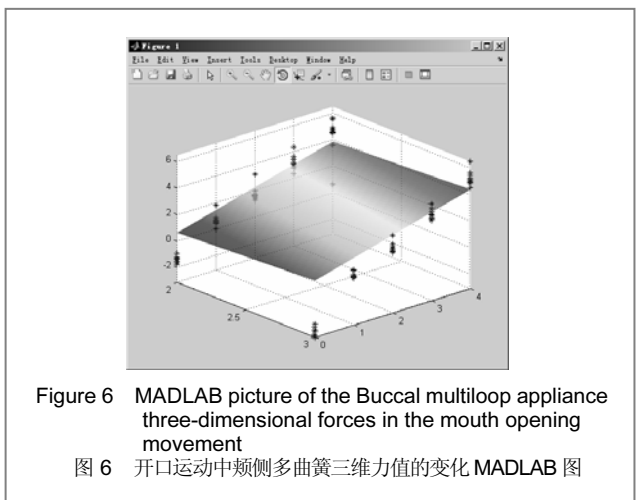 Figure 1
File Edit View Insert Tools Desktop Window Help
6
4
2
0
-2
2
2.5
3
0
1
2
3
4
Figure 6 MADLAB picture of the Buccal multiloop appliance
three-dimensional forces in the mouth opening
movement
图 6 开口运动中颊侧多曲簧三维力值的变化 MADLAB 图